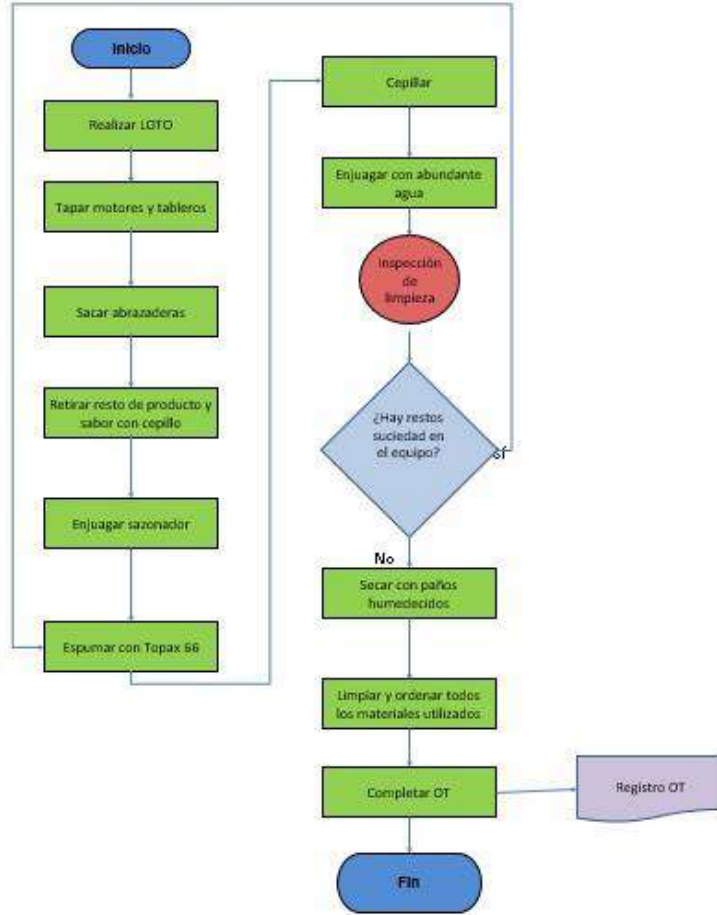 Inicio
Realizar LOTO
Tapar motores y tableros
Sacar abrazaderas
Retirar resto de producto y
sabor con cepillo
Enjuagar sazonador
Espumar con Topax 66
Cepillar
Enjuagar con abundante
agua
Inspección
de
limpieza
¿Hay restos
suciedad en
el equipo?
sí
No
Secar con paños
humedecidos
Limpiar y ordenar todos
los materiales utilizados
Completar OT
Registro OT
Fin